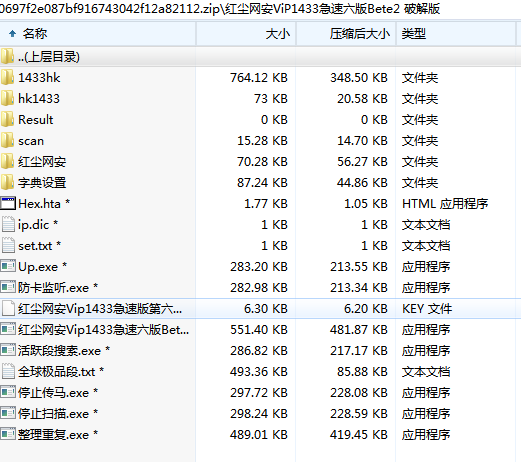 0697f2e087bf916743042f12a82112.zip\红尘网安ViP1433急速六版Bete2 破解版
名称 大小 压缩后大小 类型
..(上层目录)
1433hk 764.12 KB 348.50 KB 文件夹
hk1433 73 KB 20.58 KB 文件夹
Result 0 KB 0 KB 文件夹
scan 15.28 KB 14.70 KB 文件夹
红尘网安 70.28 KB 56.27 KB 文件夹
字典设置 87.24 KB 44.86 KB 文件夹
Hex.hta * 1.77 KB 1.05 KB HTML 应用程序
ip.dic * 1 KB 1 KB 文本文档
set.txt * 1 KB 1 KB 文本文档
Up.exe * 283.20 KB 213.55 KB 应用程序
防卡监听.exe * 282.98 KB 213.34 KB 应用程序
红尘网安Vip1433急速版第六... 6.30 KB 6.20 KB KEY 文件
红尘网安Vip1433急速六版Bet... 551.40 KB 481.87 KB 应用程序
活跃段搜索.exe * 286.82 KB 217.17 KB 应用程序
全球极品段.txt * 493.36 KB 85.88 KB 文本文档
停止传马.exe * 297.72 KB 228.08 KB 应用程序
停止扫描.exe * 298.24 KB 228.59 KB 应用程序
整理重复.exe * 489.01 KB 419.45 KB 应用程序